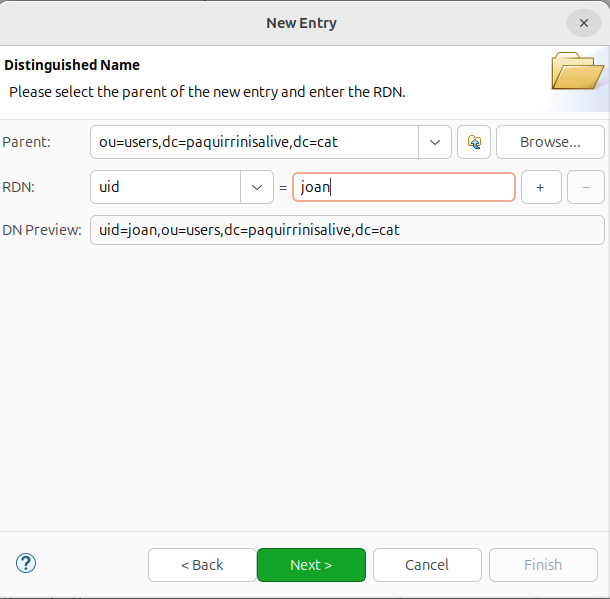 New Entry
Distinguished Name
Please select the parent of the new entry and enter the RDN.
Parent: ou=users,dc=paquirrinisalive,dc=cat Browse...
RDN: uid = joan + −
DN Preview: uid=joan,ou=users,dc=paquirrinisalive,dc=cat
? < Back Next > Cancel Finish